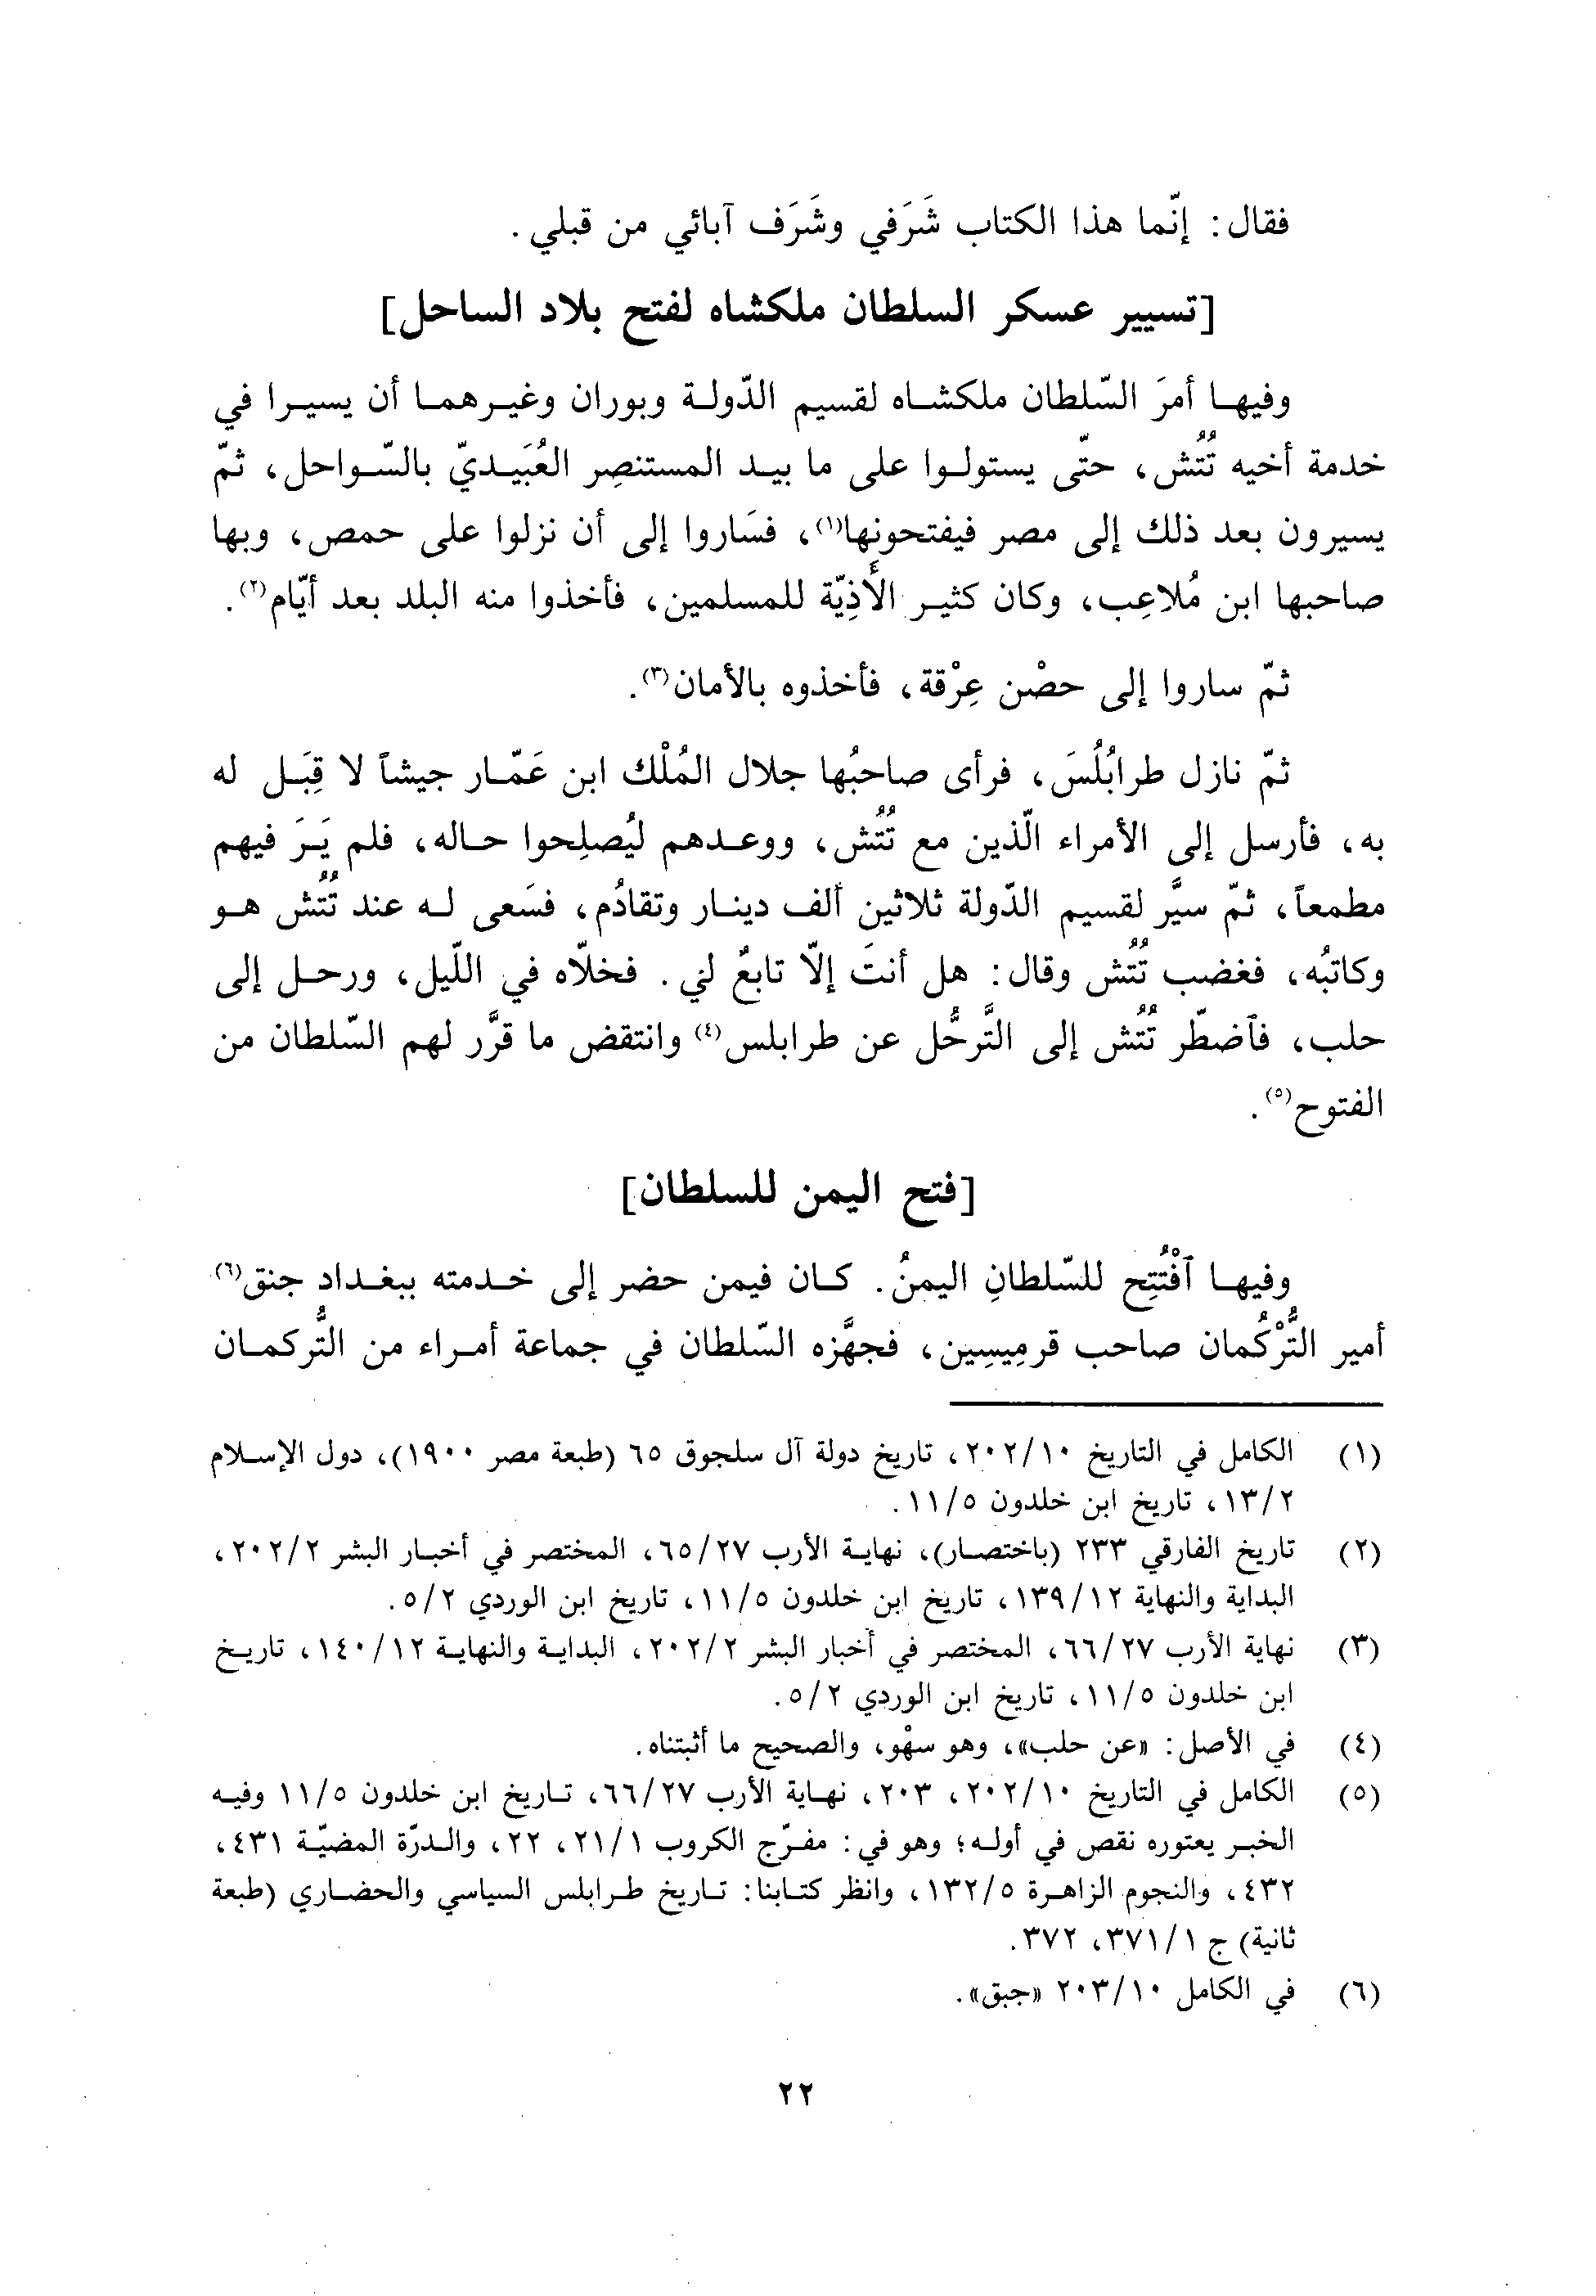 فقال: إنّما هذا الكتاب شَرَفي وشَرَف آبائي من قبلي.
[تسيير عسكر السلطان ملكشاه لفتح بلاد الساحل]
وفيها أمرَ السّلطان ملكشاه لقسيم الدّولة وبوران وغيرهما أن يسيرا في
خدمة أخيه تُتُش، حتّى يستولوا على ما بيد المستنصِر العُبَيديّ بالسّواحل، ثمّ
يسيرون بعد ذلك إلى مصر فيفتحونها(١)، فسَاروا إلى أن نزلوا على حمص، وبها
صاحبها ابن مُلاعِب، وكان كثير الأَذِيّة للمسلمين، فأخذوا منه البلد بعد أيّام(٢).
ثمّ ساروا إلى حصْن عِرْقة، فأخذوه بالأمان(٣).
ثمّ نازل طرابُلُسَ، فرأى صاحبُها جلال المُلْك ابن عَمّار جيشاً لا قِبَل له
به، فأرسل إلى الأمراء الّذين مع تُتُش، ووعدهم ليُصلِحوا حاله، فلم يَرَ فيهم
مطمعاً، ثمّ سيَّر لقسيم الدّولة ثلاثين ألف دينار وتقادُم، فسَعى له عند تُتُش هو
وكاتبُه، فغضب تُتُش وقال: هل أنتَ إلّا تابعٌ لي. فخلاّه في اللّيل، ورحل إلى
حلب، فٱضطّر تُتُش إلى التَّرحُّل عن طرابلس(٤) وانتقض ما قرَّر لهم السّلطان من
الفتوح(٥).
[فتح اليمن للسلطان]
وفيها ٱفْتُتِح للسّلطانِ اليمنُ. كان فيمن حضر إلى خدمته ببغداد جنق(٦)
أمير التُّرْكُمان صاحب قرمِيسِين، فجهَّزه السّلطان في جماعة أمراء من التُّركمان
(١) الكامل في التاريخ ٢٠٢/١٠، تاريخ دولة آل سلجوق ٦٥ (طبعة مصر ١٩٠٠)، دول الإسلام
١٣/٢، تاريخ ابن خلدون ١١/٥.
(٢) تاريخ الفارقي ٢٣٣ (باختصار)، نهاية الأرب ٦٥/٢٧، المختصر في أخبار البشر ٢٠٢/٢،
البداية والنهاية ١٣٩/١٢، تاريخ ابن خلدون ١١/٥، تاريخ ابن الوردي ٥/٢.
(٣) نهاية الأرب ٦٦/٢٧، المختصر في أخبار البشر ٢٠٢/٢، البداية والنهاية ١٤٠/١٢، تاريخ
ابن خلدون ١١/٥، تاريخ ابن الوردي ٥/٢.
(٤) في الأصل: «عن حلب»، وهو سهْو، والصحيح ما أثبتناه.
(٥) الكامل في التاريخ ٢٠٢/١٠، ٢٠٣، نهاية الأرب ٦٦/٢٧، تاريخ ابن خلدون ١١/٥ وفيه
الخبر يعتوره نقص في أوله؛ وهو في: مفرّج الكروب ٢١/١، ٢٢، والدرّة المضيّة ٤٣١،
٤٣٢، والنجوم الزاهرة ١٣٢/٥، وانظر كتابنا: تاريخ طرابلس السياسي والحضاري (طبعة
ثانية) ج ٣٧١/١، ٣٧٢.
(٦) في الكامل ٢٠٣/١٠ «جبق».
٢٢